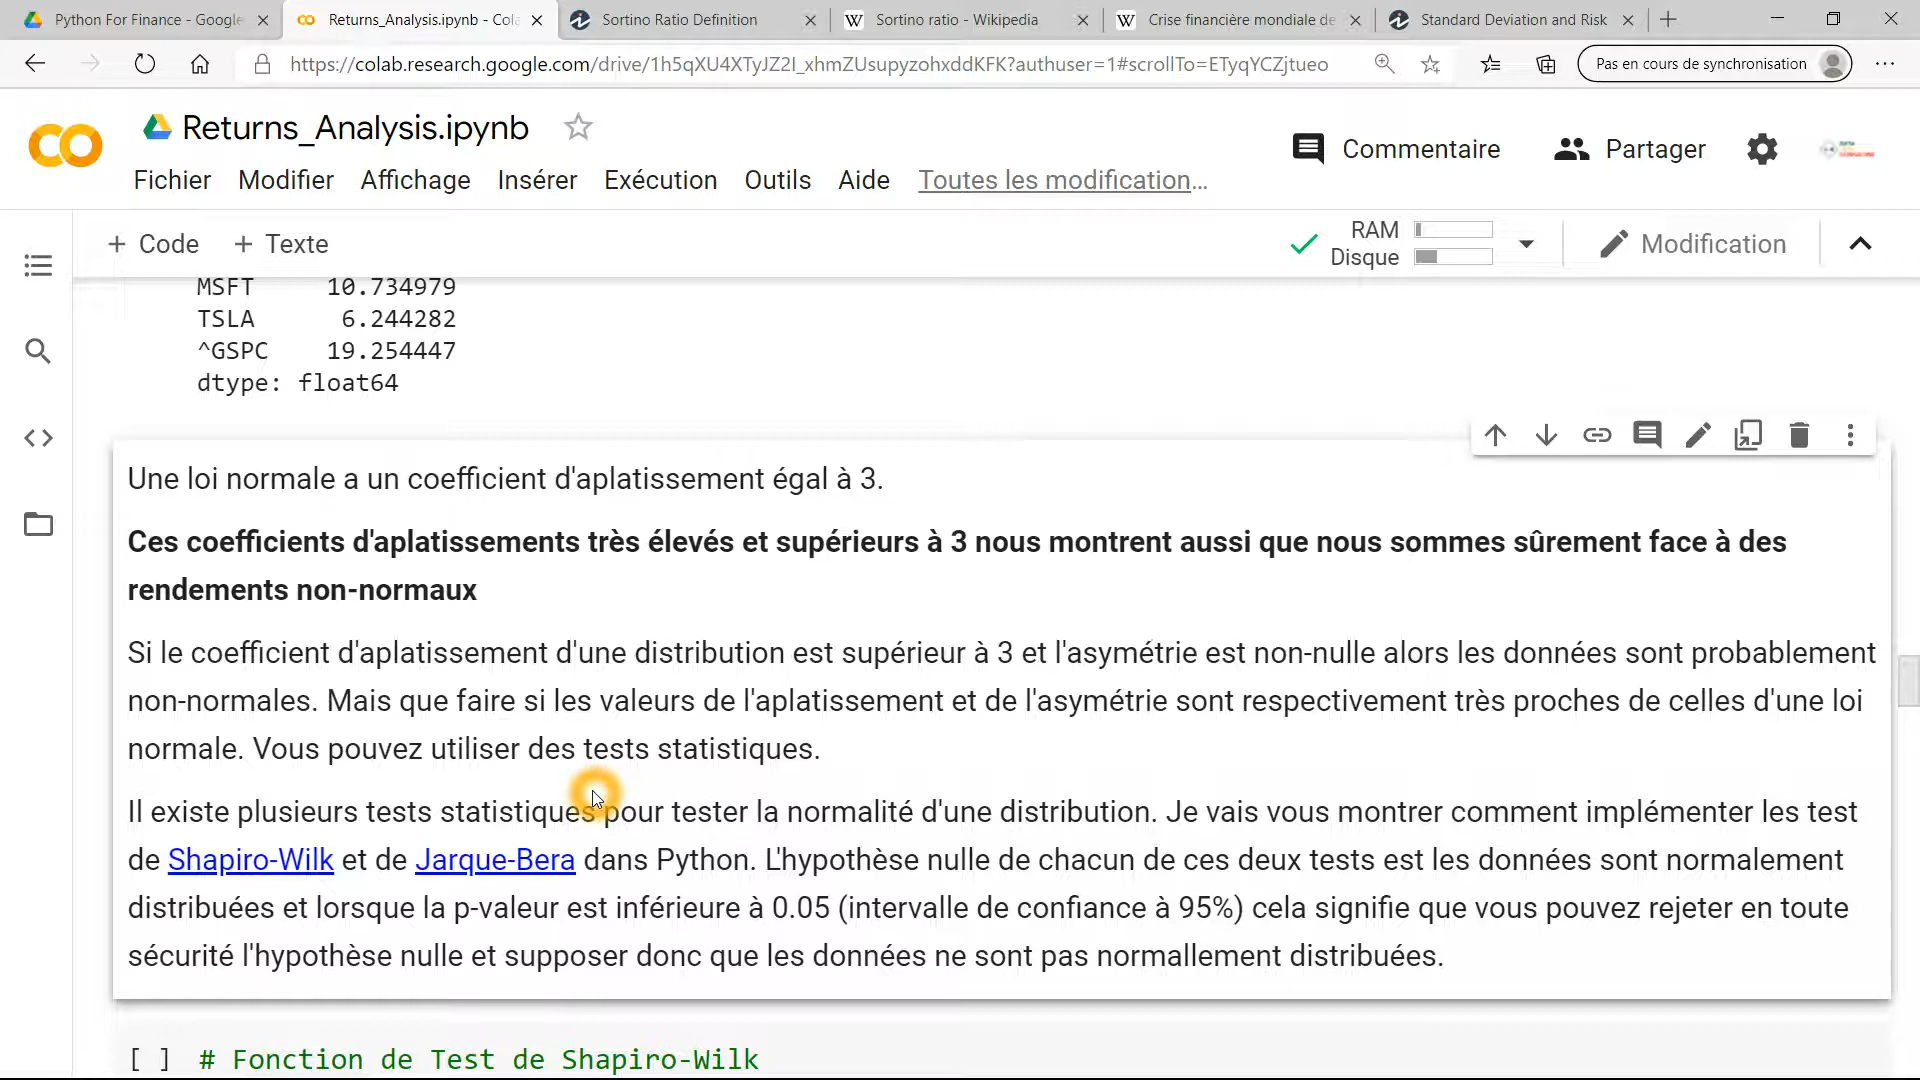 Python For Finance - Google
Returns_Analysis.ipynb - Cola
Sortino Ratio Definition
Sortino ratio - Wikipedia
Crise financière mondiale de
Standard Deviation and Risk
https://colab.research.google.com/drive/1h5qXU4XTyJZ2I_xhmZUsupyzohxddKFK?authuser=1#scrollTo=ETyqYCZjtueo
Pas en cours de synchronisation
Returns_Analysis.ipynb
Commentaire
Partager
Fichier Modifier Affichage Insérer Exécution Outils Aide Toutes les modification...
+ Code + Texte
RAM
Disque
Modification
MSFT 10.734979
TSLA 6.244282
^GSPC 19.254447
dtype: float64
Une loi normale a un coefficient d'aplatissement égal à 3.
Ces coefficients d'aplatissements très élevés et supérieurs à 3 nous montrent aussi que nous sommes sûrement face à des
rendements non-normaux
Si le coefficient d'aplatissement d'une distribution est supérieur à 3 et l'asymétrie est non-nulle alors les données sont probablement
non-normales. Mais que faire si les valeurs de l'aplatissement et de l'asymétrie sont respectivement très proches de celles d'une loi
normale. Vous pouvez utiliser des tests statistiques.
Il existe plusieurs tests statistiques pour tester la normalité d'une distribution. Je vais vous montrer comment implémenter les test
de Shapiro-Wilk et de Jarque-Bera dans Python. L'hypothèse nulle de chacun de ces deux tests est les données sont normalement
distribuées et lorsque la p-valeur est inférieure à 0.05 (intervalle de confiance à 95%) cela signifie que vous pouvez rejeter en toute
sécurité l'hypothèse nulle et supposer donc que les données ne sont pas normallement distribuées.
[ ] # Fonction de Test de Shapiro-Wilk